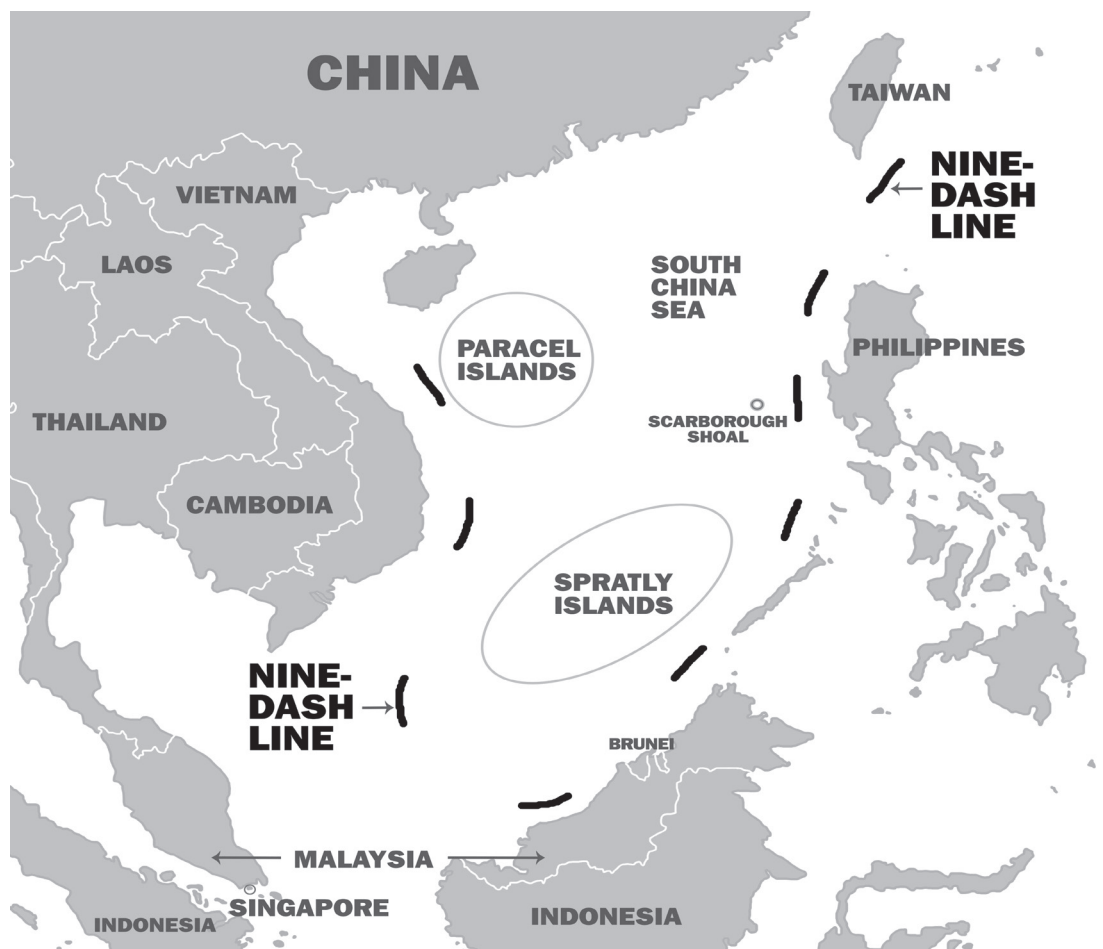 CHINA
TAIWAN
NINE-
DASH
LINE
VIETNAM
LAOS
SOUTH
CHINA
SEA
PARACEL
ISLANDS
PHILIPPINES
THAILAND
SCARBOROUGH
SHOAL
CAMBODIA
SPRATLY
ISLANDS
NINE-
DASH
LINE
BRUNEI
MALAYSIA
SINGAPORE
INDONESIA
INDONESIA